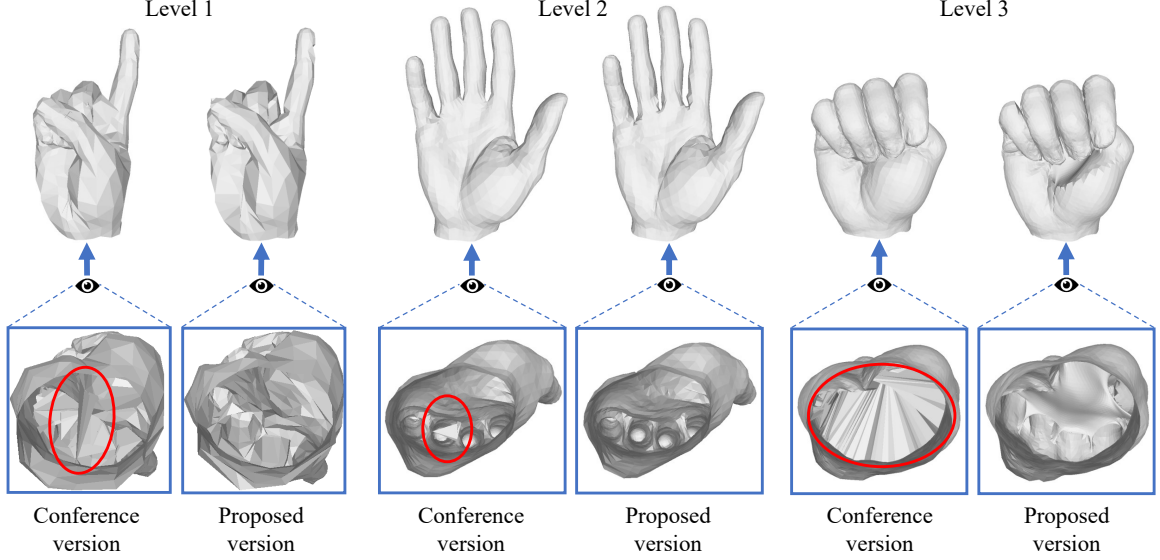 Level 1
Level 2
Level 3
Conference
version
Proposed
version
Conference
version
Proposed
version
Conference
version
Proposed
version